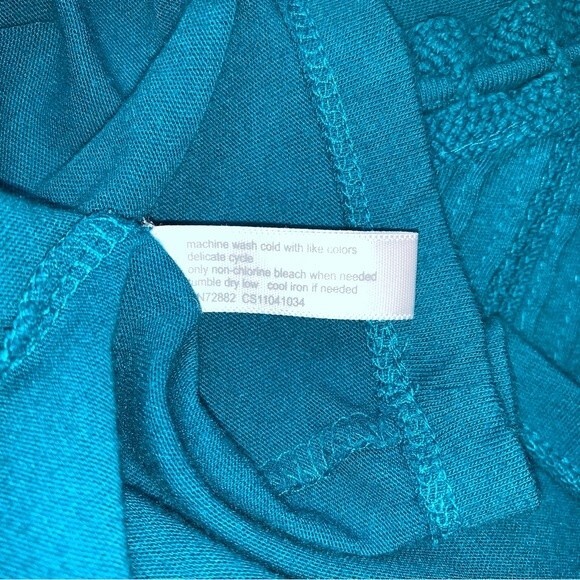 machine wash cold with like colors
delicate cycle
only non-chlorine bleach when needed
tumble dry low cool iron if needed
N72882 CS11041034